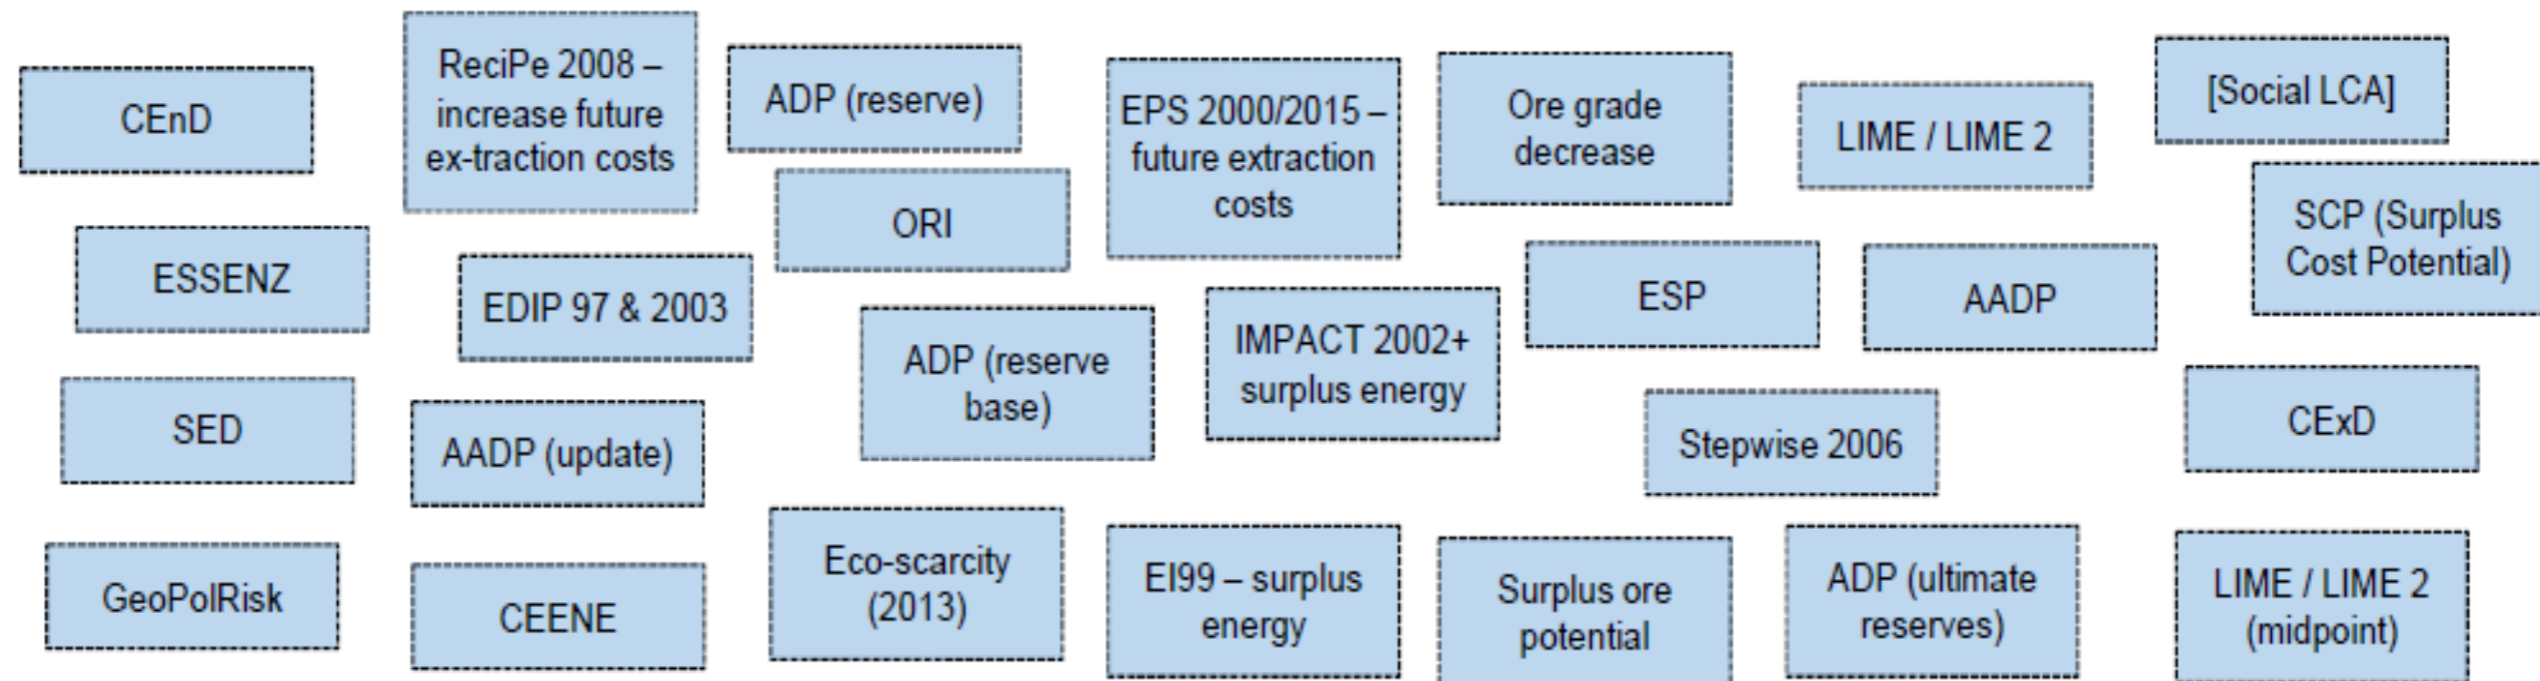 CEnD
ReciPe 2008 –
increase future
ex-traction costs
ADP (reserve)
EPS 2000/2015 –
future extraction
costs
Ore grade
decrease
LIME / LIME 2
[Social LCA]
ESSENZ
EDIP 97 & 2003
ORI
ADP (reserve
base)
IMPACT 2002+
surplus energy
ESP
AADP
SCP (Surplus
Cost Potential)
SED
AADP (update)
Stepwise 2006
CExD
GeoPolRisk
CEENE
Eco-scarcity
(2013)
EI99 – surplus
energy
Surplus ore
potential
ADP (ultimate
reserves)
LIME / LIME 2
(midpoint)